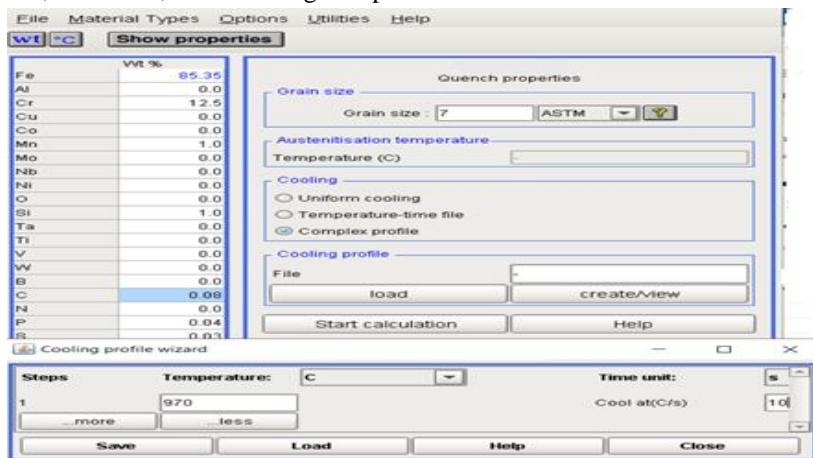 File Material Types Options Utilities Help
wt °C Show properties
Wt %
Fe 85.35
Al 0.0
Cr 12.5
Cu 0.0
Co 0.0
Mn 1.0
Mo 0.0
Nb 0.0
Ni 0.0
O 0.0
Si 1.0
Ta 0.0
Ti 0.0
V 0.0
W 0.0
B 0.0
C 0.08
N 0.0
P 0.04
S 0.03
Quench properties
Grain size
Grain size : 7 ASTM
Austenitisation temperature
Temperature (C) -
Cooling
Uniform cooling
Temperature-time file
Complex profile
Cooling profile
File -
load create/view
Start calculation Help
Cooling profile wizard
Steps Temperature: C Time unit: s
1 970 Cool at(C/s) 10
...more ...less
Save Load Help Close